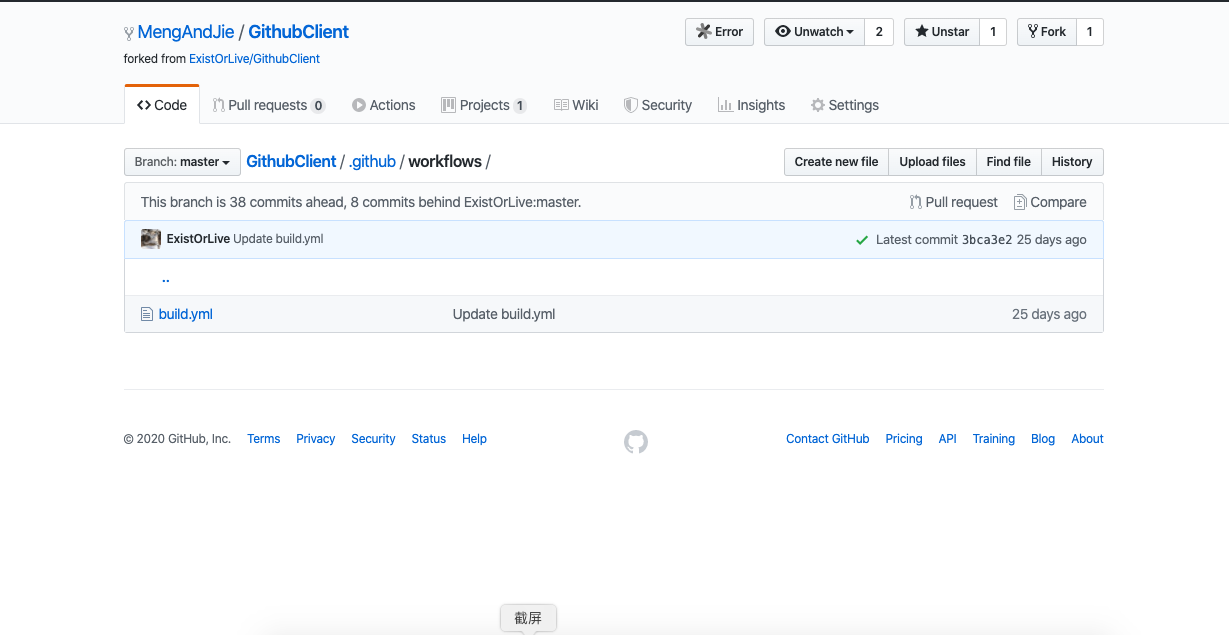 MengAndJie / GithubClient
Error
Unwatch 2
Unstar 1
Fork 1
forked from ExistOrLive/GithubClient
Code
Pull requests 0
Actions
Projects 1
Wiki
Security
Insights
Settings
Branch: master
GithubClient / .github / workflows /
Create new file
Upload files
Find file
History
This branch is 38 commits ahead, 8 commits behind ExistOrLive:master.
Pull request
Compare
ExistOrLive Update build.yml
Latest commit 3bca3e2 25 days ago
..
build.yml
Update build.yml
25 days ago
© 2020 GitHub, Inc.
Terms
Privacy
Security
Status
Help
Contact GitHub
Pricing
API
Training
Blog
About
截屏